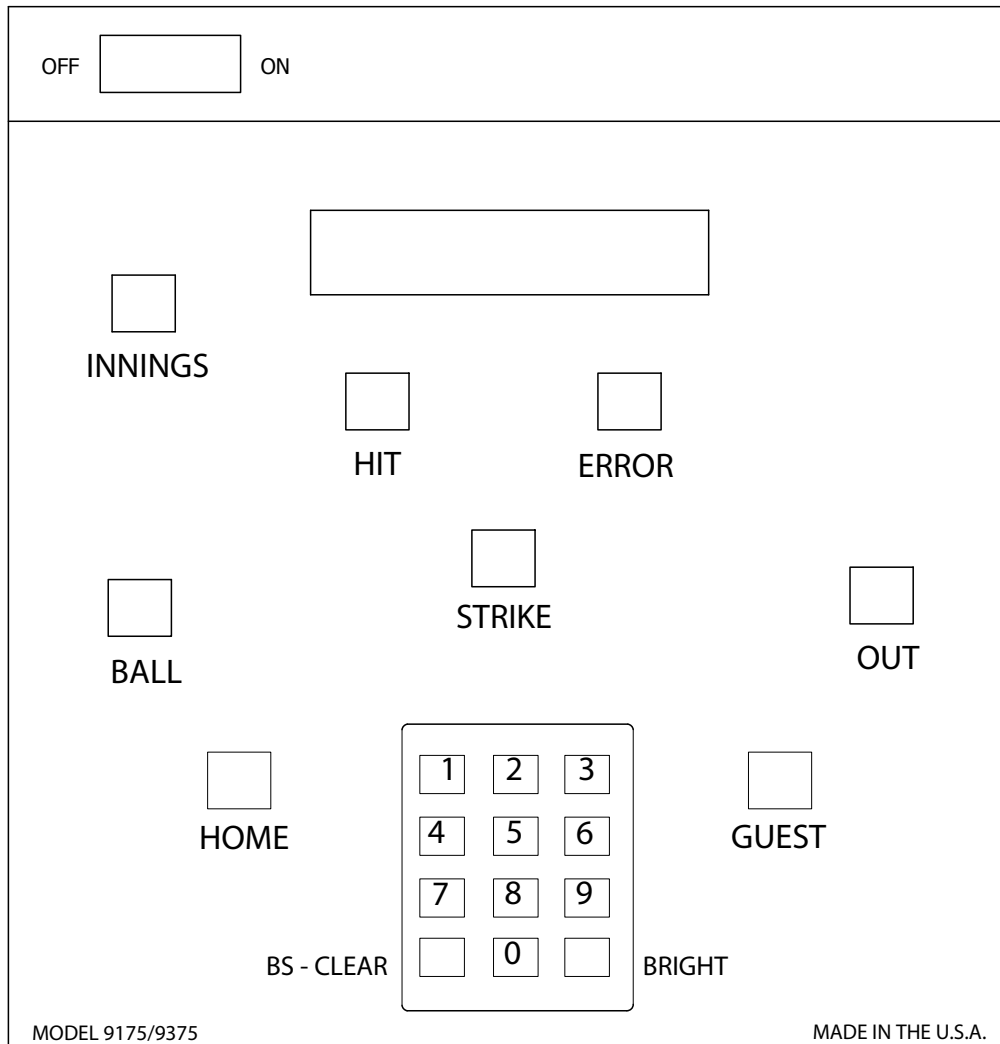 OFF ON
INNINGS
HIT ERROR
STRIKE
BALL OUT
1 2 3
HOME 4 5 6 GUEST
7 8 9
BS - CLEAR 0 BRIGHT
MODEL 9175/9375 MADE IN THE U.S.A.